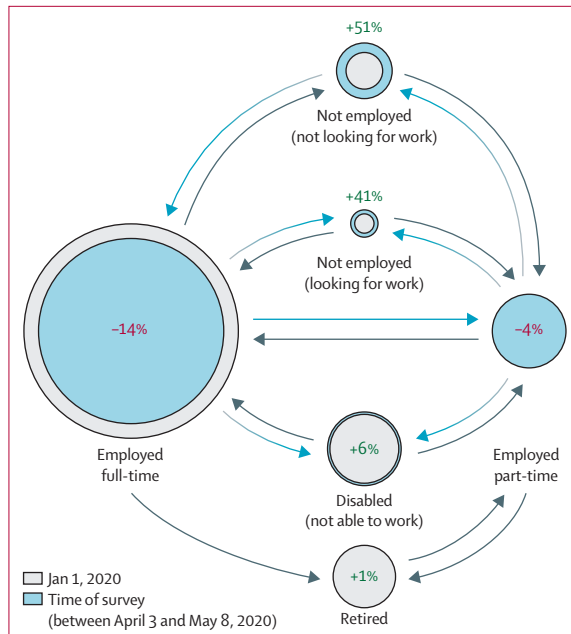 +51%
Not employed
(not looking for work)
+41%
Not employed
(looking for work)
–14%
–4%
+6%
Employed
full-time
Disabled
(not able to work)
Employed
part-time
+1%
Retired
Jan 1, 2020
Time of survey
(between April 3 and May 8, 2020)